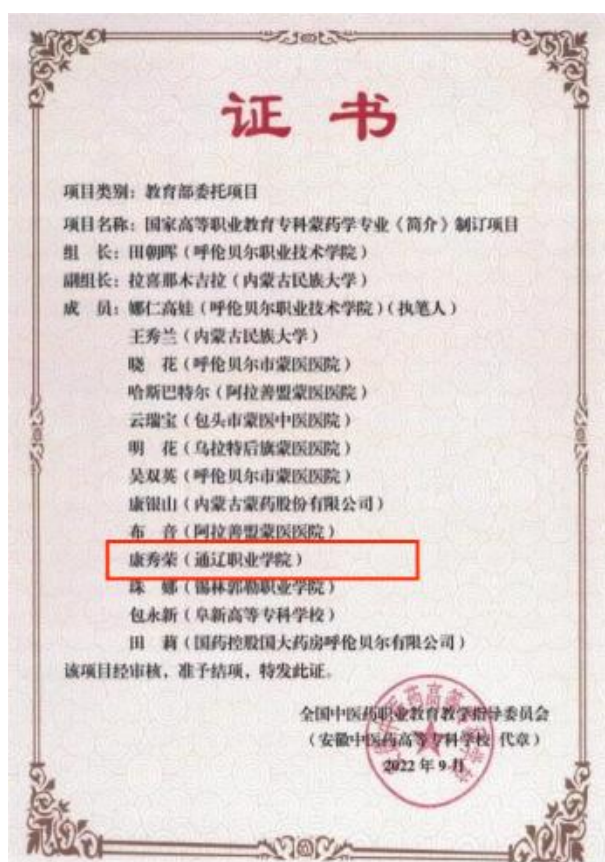 证 书
项目类别：教育部委托项目
项目名称：国家高等职业教育专科蒙药学专业《简介》制订项目
组 长：田朝晖（呼伦贝尔职业技术学院）
副组长：拉喜那木吉拉（内蒙古民族大学）
成 员：娜仁高娃（呼伦贝尔职业技术学院）（执笔人）
王秀兰（内蒙古民族大学）
晓 花（呼伦贝尔市蒙医医院）
哈斯巴特尔（阿拉善盟蒙医医院）
云瑞宝（包头市蒙医中医医院）
明 花（乌拉特后旗蒙医医院）
吴双英（呼伦贝尔市蒙医医院）
康银山（内蒙古蒙药股份有限公司）
布 音（阿拉善盟蒙医医院）
康秀荣（通辽职业学院）
珠 娜（锡林郭勒职业学院）
包永新（阜新高等专科学校）
田 莉（国药控股国大药房呼伦贝尔有限公司）
该项目经审核，准予结项，特发此证。
全国中医药职业教育教学指导委员会
（安徽中医药高等专科学校 代章）
2022 年 9 月